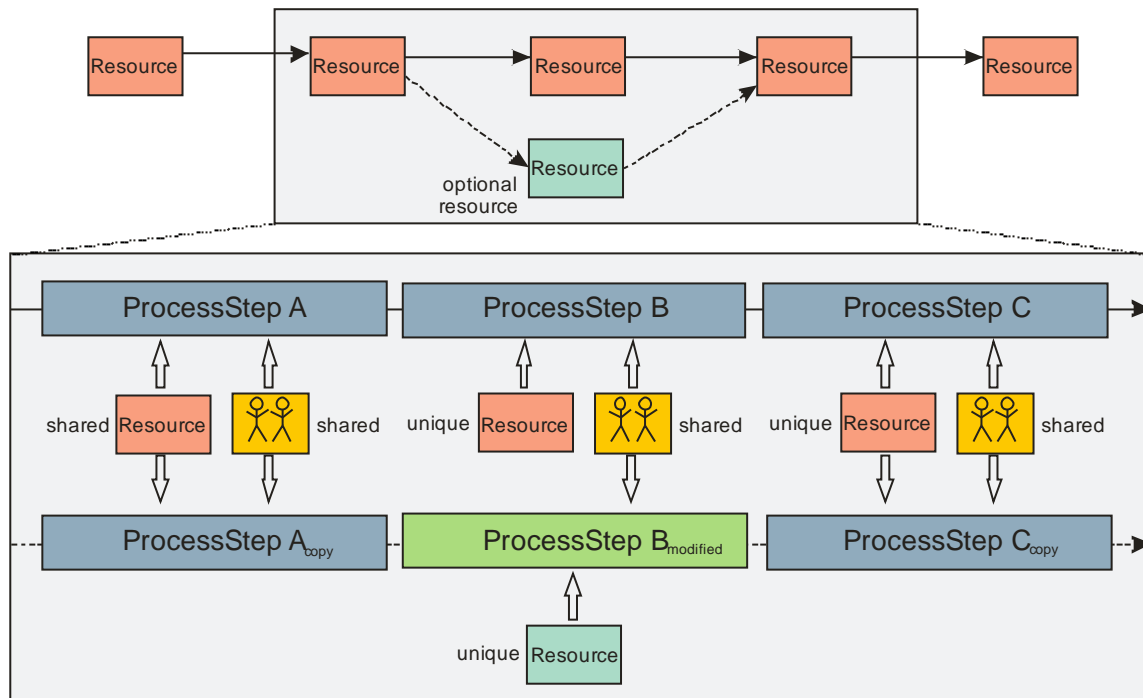 Resource
Resource
Resource
Resource
Resource
Resource
optional
resource
ProcessStep A
ProcessStep B
ProcessStep C
shared
Resource
shared
unique
Resource
shared
unique
Resource
shared
ProcessStep Acopy
ProcessStep Bmodified
ProcessStep Ccopy
unique
Resource